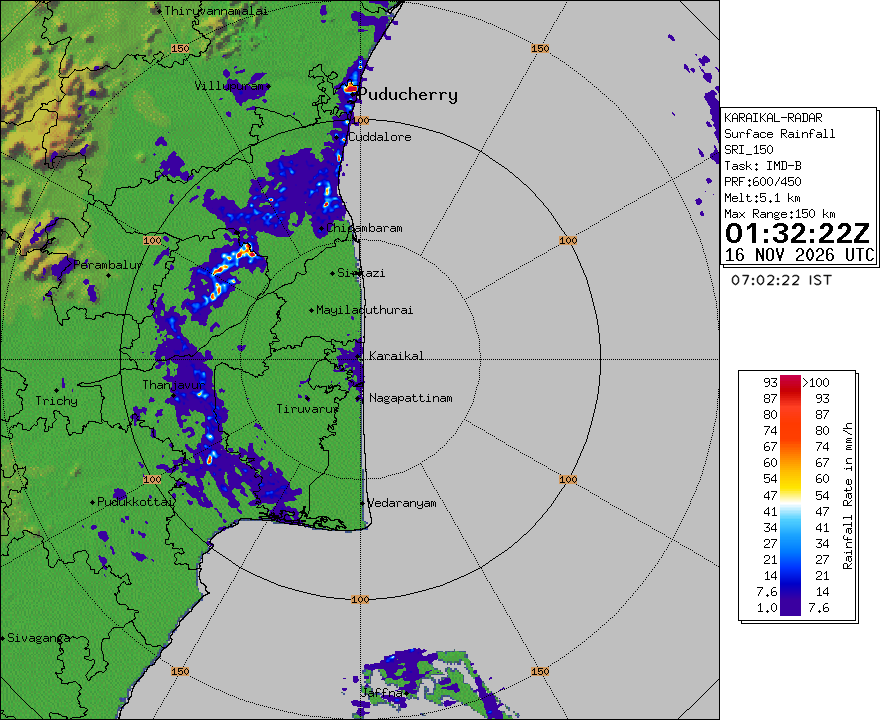 Thiruvannamalai
150
150
Villupuram
Puducherry
100
Cuddalore
Chidambaram
100
100
Perambalur
Sirkazi
Mayiladuthurai
Karaikal
Thanjavur
Trichy
Nagapattinam
Tiruvarur
100
100
Pudukkottai
Vedaranyam
100
Sivaganga
150
150
Jaffna
KARAIKAL-RADAR
Surface Rainfall
SRI_150
Task: IMD-B
PRF:600/450
Melt:5.1 km
Max Range:150 km
01:32:22Z
16 NOV 2026 UTC
07:02:22 IST
93 >100
87 93
80 87
74 80
67 74
60 67
54 60
47 54
41 47
34 41
27 34
21 27
14 21
7.6 14
1.0 7.6
Rainfall Rate in mm/h